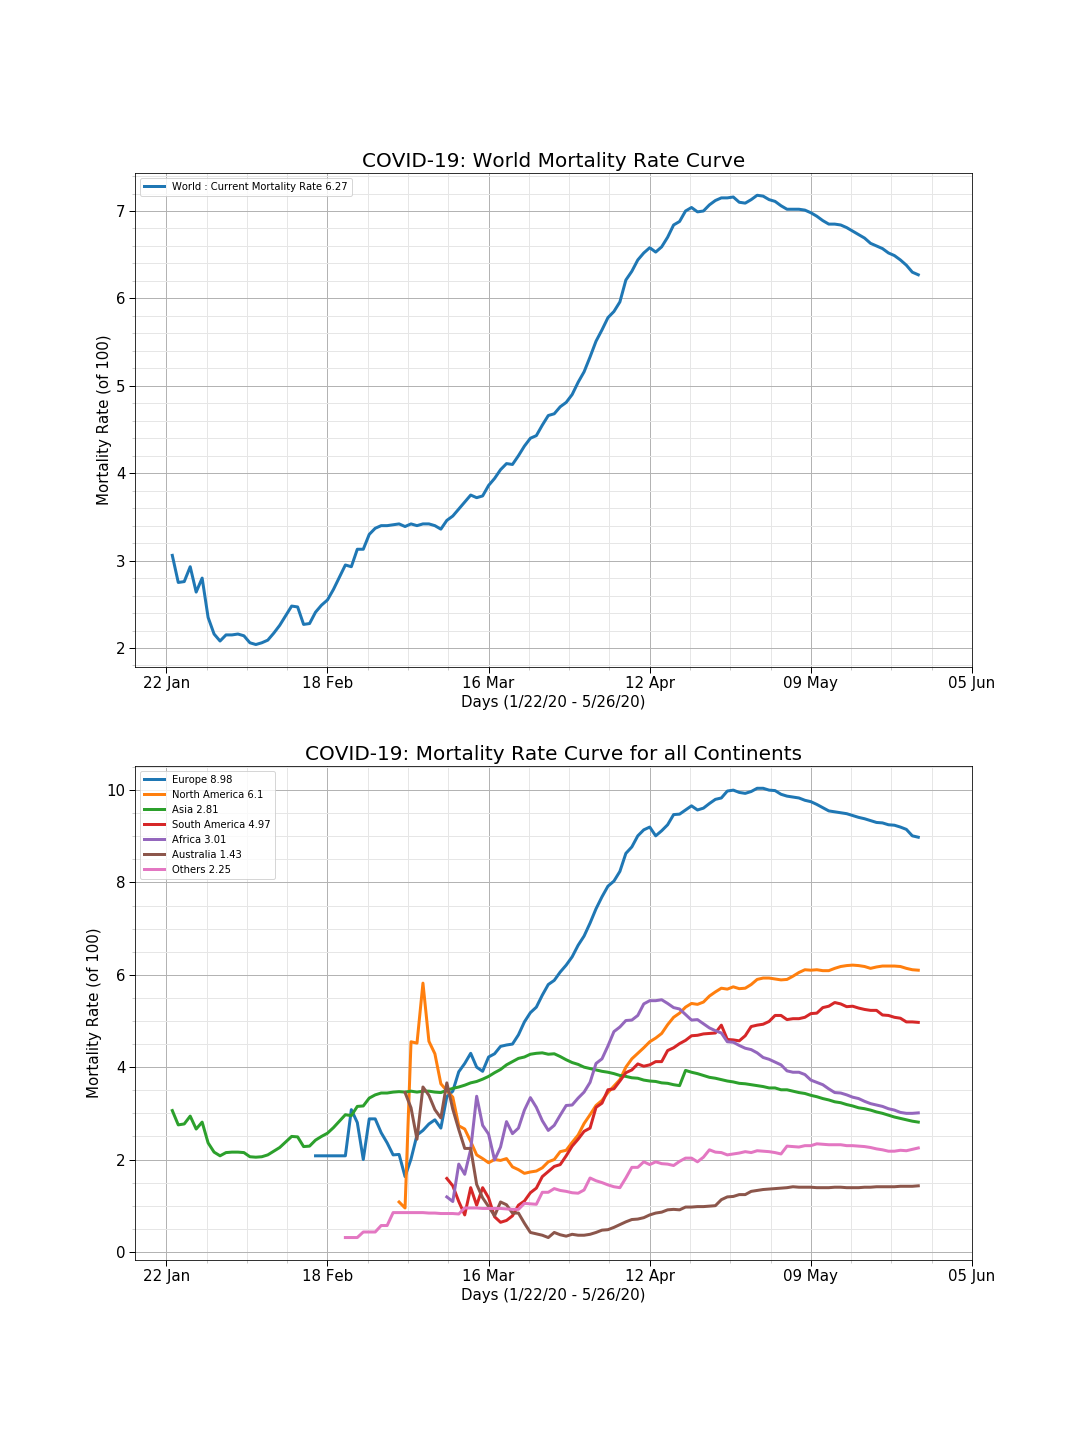 COVID-19: World Mortality Rate Curve
World : Current Mortality Rate 6.27
Mortality Rate (of 100)
7
6
5
4
3
2
22 Jan 18 Feb 16 Mar 12 Apr 09 May 05 Jun
Days (1/22/20 - 5/26/20)
COVID-19: Mortality Rate Curve for all Continents
Europe 8.98
North America 6.1
Asia 2.81
South America 4.97
Africa 3.01
Australia 1.43
Others 2.25
Mortality Rate (of 100)
10
8
6
4
2
0
22 Jan 18 Feb 16 Mar 12 Apr 09 May 05 Jun
Days (1/22/20 - 5/26/20)